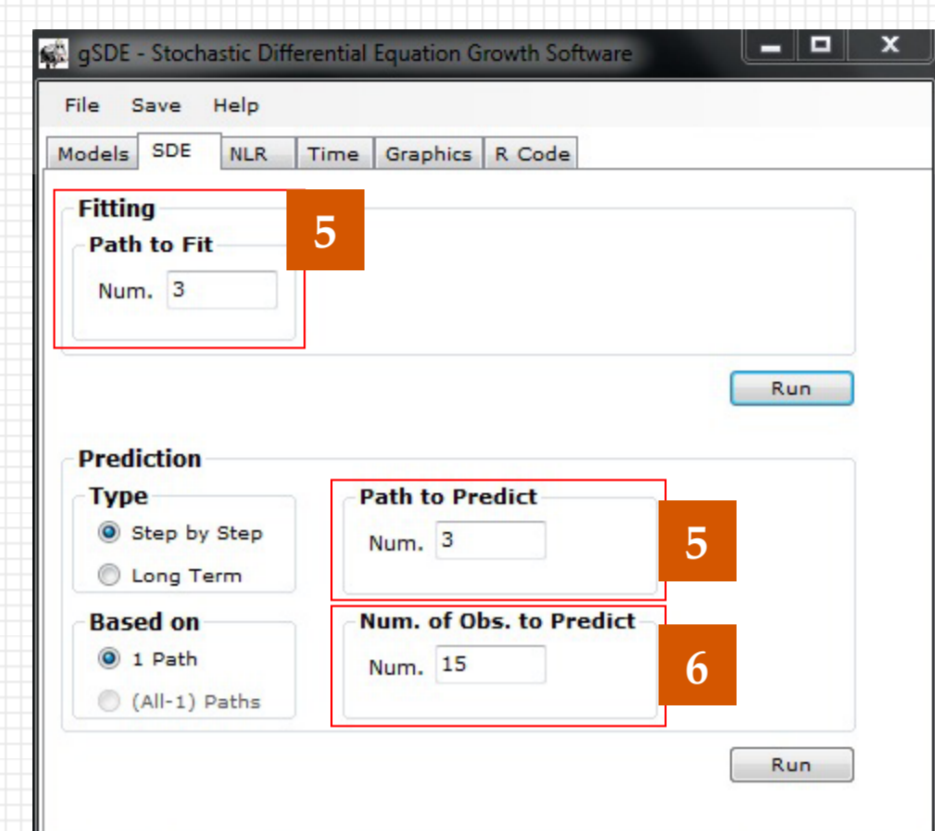 gSDE - Stochastic Differential Equation Growth Software
File Save Help
Models SDE NLR Time Graphics R Code
Fitting
5
Path to Fit
Num. 3
Run
Prediction
Type
Step by Step
Long Term
Path to Predict
Num. 3
5
Based on
1 Path
(All-1) Paths
Num. of Obs. to Predict
Num. 15
6
Run